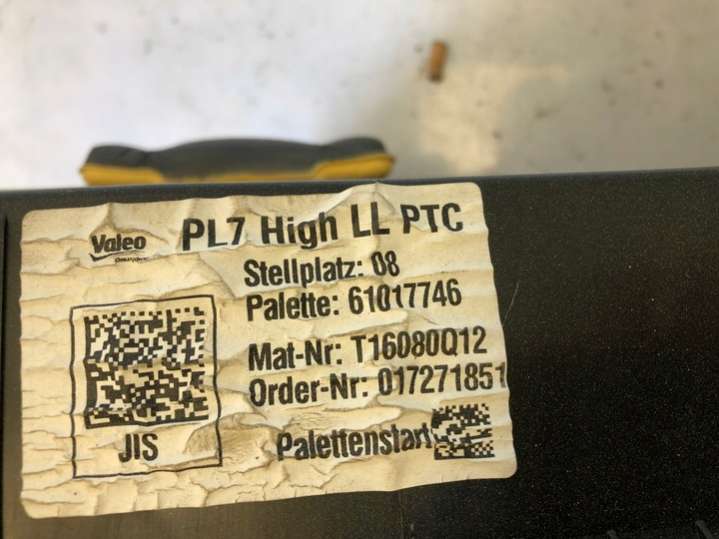 Valeo
PL7 High LL PTC
Stellplatz: 08
Palette: 61017746
Mat-Nr: T16080Q12
Order-Nr: 017271851
JIS
Palettenstart